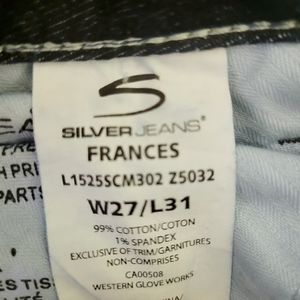 SILVER JEANS
FRANCES
L1525SCM302 Z5032
W27/L31
99% COTTON/COTON
1% SPANDEX
EXCLUSIVE OF TRIM/GARNITURES
NON-COMPRISES
CA00508
WESTERN GLOVE WORKS